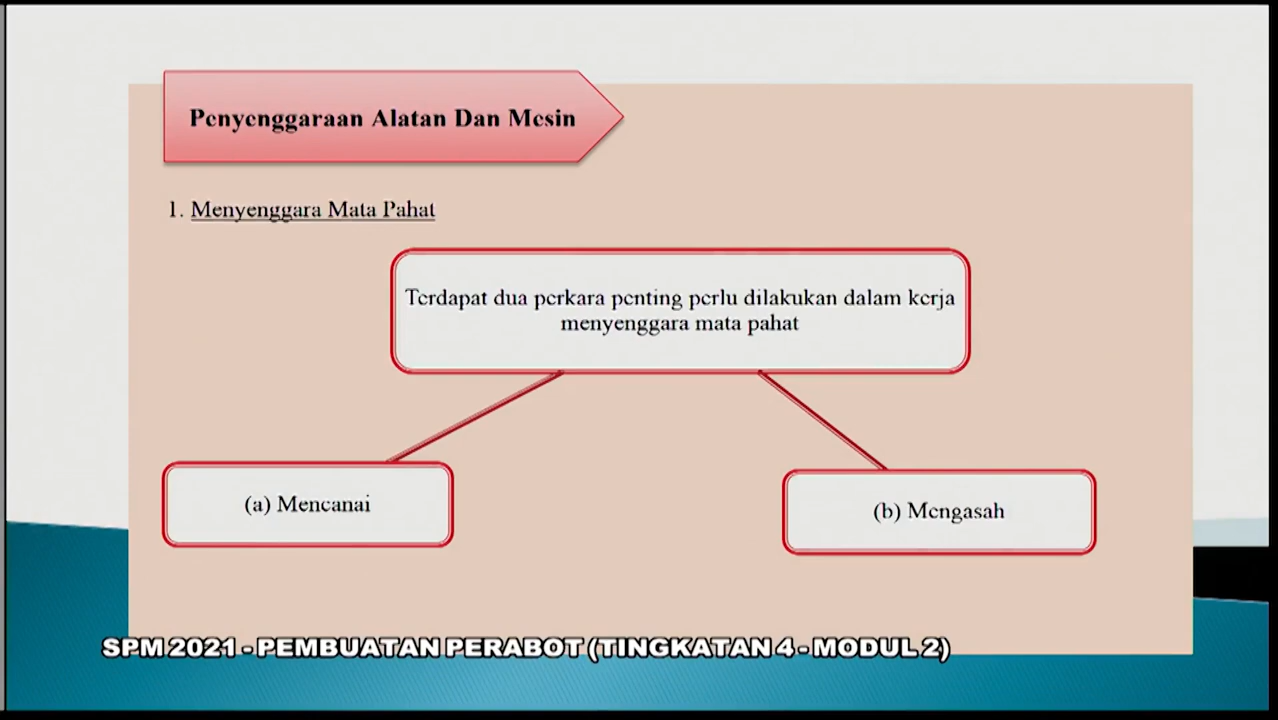 Penyenggaraan Alatan Dan Mesin
1. Menyenggara Mata Pahat
Terdapat dua perkara penting perlu dilakukan dalam kerja
menyenggara mata pahat
(a) Mencanai
(b) Mengasah
SPM 2021 - PEMBUATAN PERABOT (TINGKATAN 4 - MODUL 2)